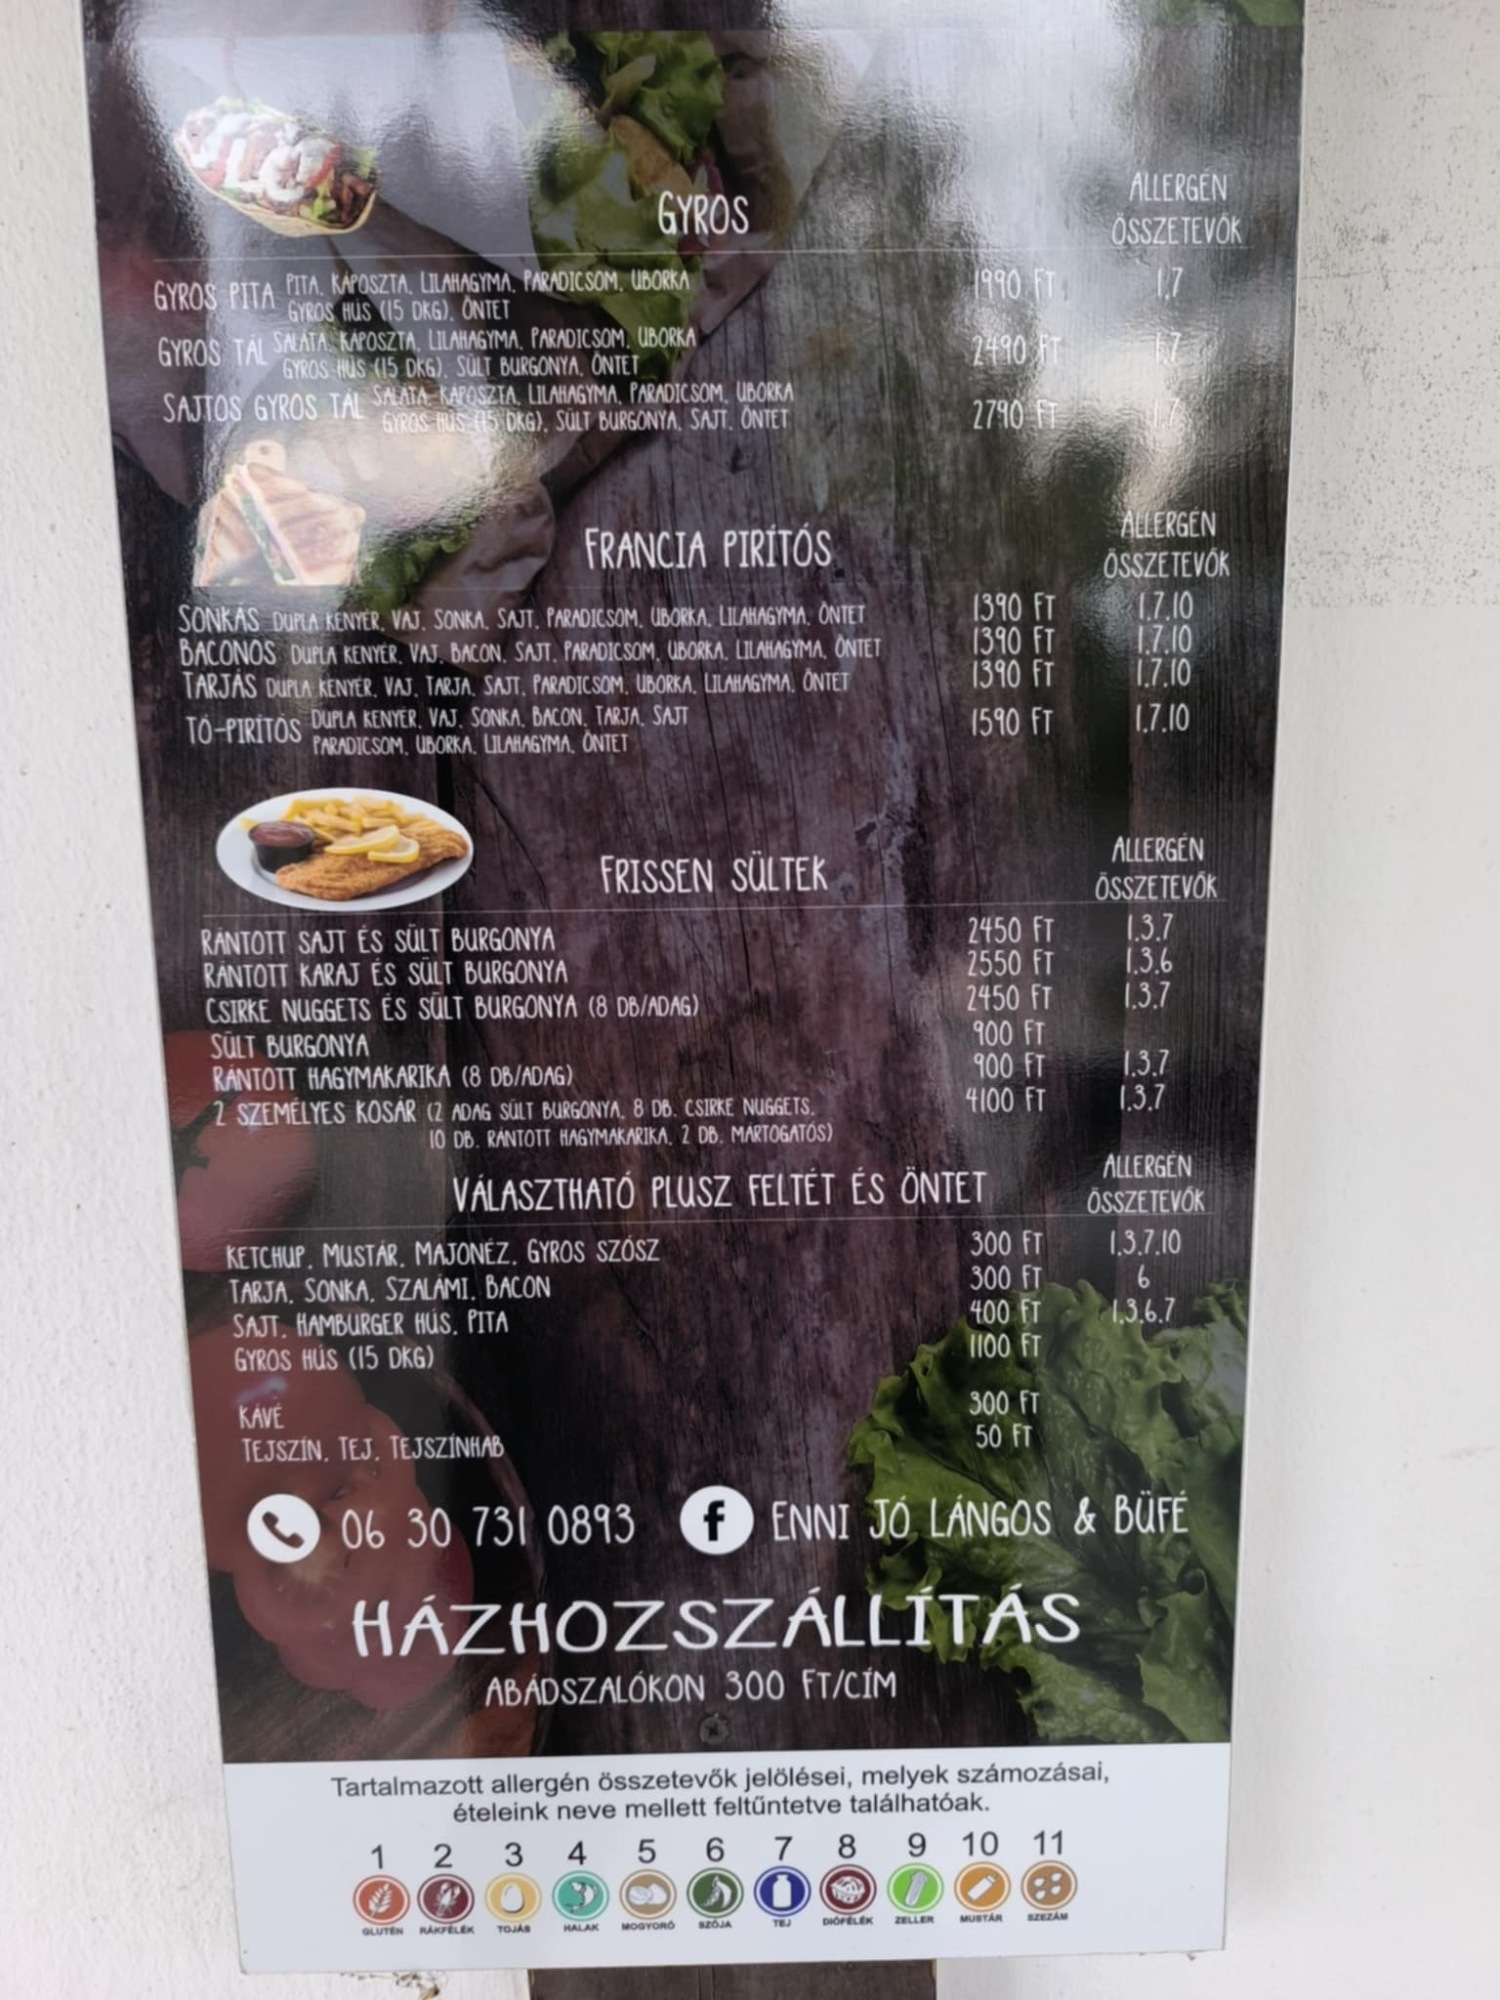 GYROS
ALLERGÉN
ÖSSZETEVŐK
GYROS PITA PITA, KÁPOSZTA, LILAHAGYMA, PARADICSOM, UBORKA 1990 FT 1,7
GYROS HÚS (15 DKG), ÖNTET
GYROS TÁL SALÁTA, KÁPOSZTA, LILAHAGYMA, PARADICSOM, UBORKA 2490 FT 1,7
GYROS HÚS (15 DKG), SÜLT BURGONYA, ÖNTET
SAJTOS GYROS TÁL SALÁTA, KÁPOSZTA, LILAHAGYMA, PARADICSOM, UBORKA 2790 FT 1,7
GYROS HÚS (15 DKG), SÜLT BURGONYA, SAJT, ÖNTET
FRANCIA PIRÍTÓS
ALLERGÉN
ÖSSZETEVŐK
SONKÁS DUPLA KENYÉR, VAJ, SONKA, SAJT, PARADICSOM, UBORKA, LILAHAGYMA, ÖNTET 1390 FT 1,7,10
BACONOS DUPLA KENYÉR, VAJ, BACON, SAJT, PARADICSOM, UBORKA, LILAHAGYMA, ÖNTET 1390 FT 1,7,10
TARJÁS DUPLA KENYÉR, VAJ, TARJA, SAJT, PARADICSOM, UBORKA, LILAHAGYMA, ÖNTET 1390 FT 1,7,10
TÓ-PIRÍTÓS DUPLA KENYÉR, VAJ, SONKA, BACON, TARJA, SAJT 1590 FT 1,7,10
PARADICSOM, UBORKA, LILAHAGYMA, ÖNTET
FRISSEN SÜLTEK
ALLERGÉN
ÖSSZETEVŐK
RÁNTOTT SAJT ÉS SÜLT BURGONYA 2450 FT 1,3,7
RÁNTOTT KARAJ ÉS SÜLT BURGONYA 2550 FT 1,3,6
CSIRKE NUGGETS ÉS SÜLT BURGONYA (8 DB/ADAG) 2450 FT 1,3,7
SÜLT BURGONYA 900 FT
RÁNTOTT HAGYMAKARIKA (8 DB/ADAG) 900 FT 1,3,7
2 SZEMÉLYES KOSÁR (2 ADAG SÜLT BURGONYA, 8 DB. CSIRKE NUGGETS, 4100 FT 1,3,7
10 DB. RÁNTOTT HAGYMAKARIKA, 2 DB. MÁRTOGATÓS)
VÁLASZTHATÓ PLUSZ FELTÉT ÉS ÖNTET
ALLERGÉN
ÖSSZETEVŐK
KETCHUP, MUSTÁR, MAJONÉZ, GYROS SZÓSZ 300 FT 1,3,7,10
TARJA, SONKA, SZALÁMI, BACON 300 FT 6
SAJT, HAMBURGER HÚS, PITA 400 FT 1,3,6,7
GYROS HÚS (15 DKG) 1100 FT
KÁVÉ 300 FT
TEJSZÍN, TEJ, TEJSZÍNHAB 50 FT
06 30 731 0893 f ENNI JÓ LÁNGOS & BÜFÉ
HÁZHOZSZÁLLÍTÁS
ABÁDSZALÓKON 300 FT/CÍM
Tartalmazott allergén összetevők jelölései, melyek számozásai,
ételeink neve mellett feltűntetve találhatóak.
1 2 3 4 5 6 7 8 9 10 11
GLUTÉN RÁKFÉLÉK TOJÁS HALAK MOGYORÓ SZÓJA TEJ DIÓFÉLÉK ZELLER MUSTÁR SZEZÁM